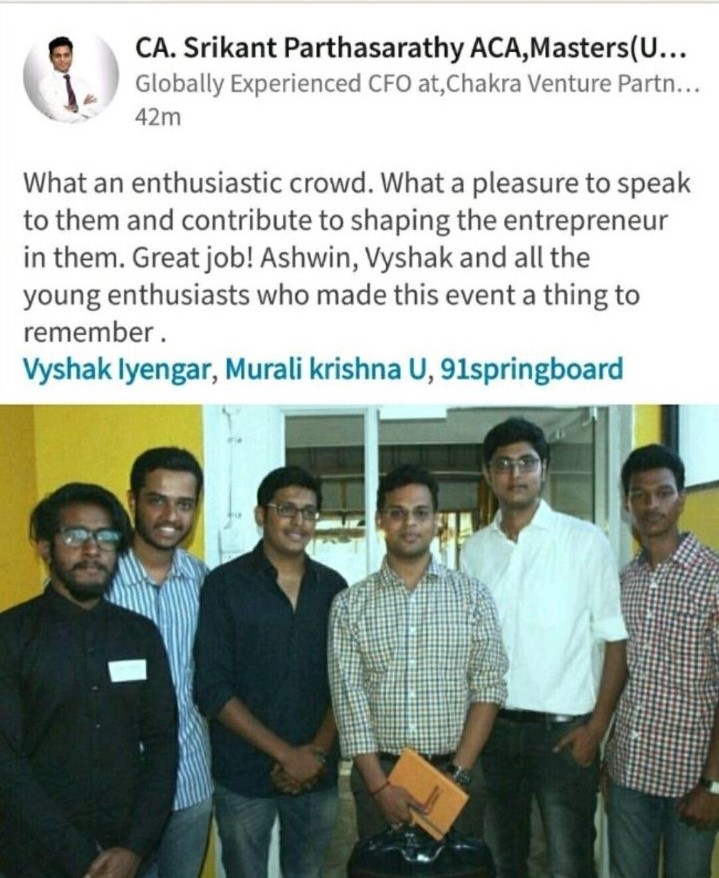 CA. Srikant Parthasarathy ACA,Masters(U...
Globally Experienced CFO at,Chakra Venture Partn...
42m
What an enthusiastic crowd. What a pleasure to speak
to them and contribute to shaping the entrepreneur
in them. Great job! Ashwin, Vyshak and all the
young enthusiasts who made this event a thing to
remember .
Vyshak Iyengar, Murali krishna U, 91springboard